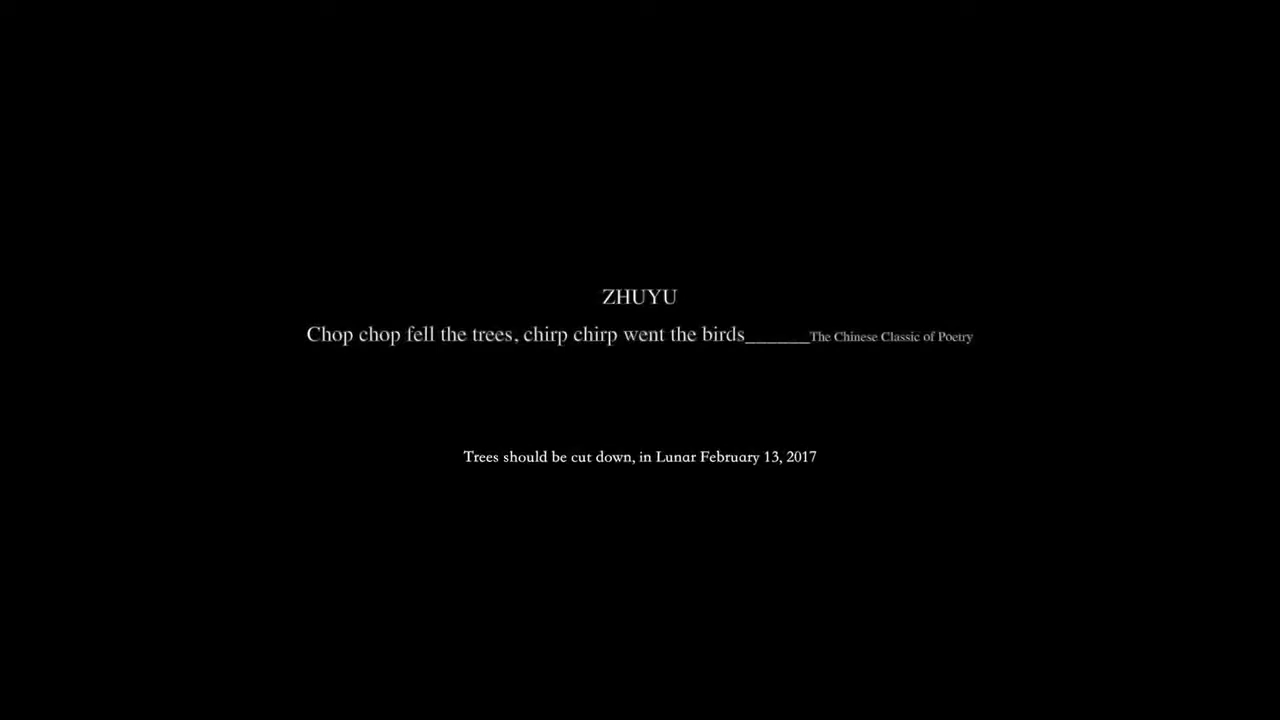 ZHUYU
Chop chop fell the trees, chirp chirp went the birds______The Chinese Classic of Poetry
Trees should be cut down, in Lunar February 13, 2017